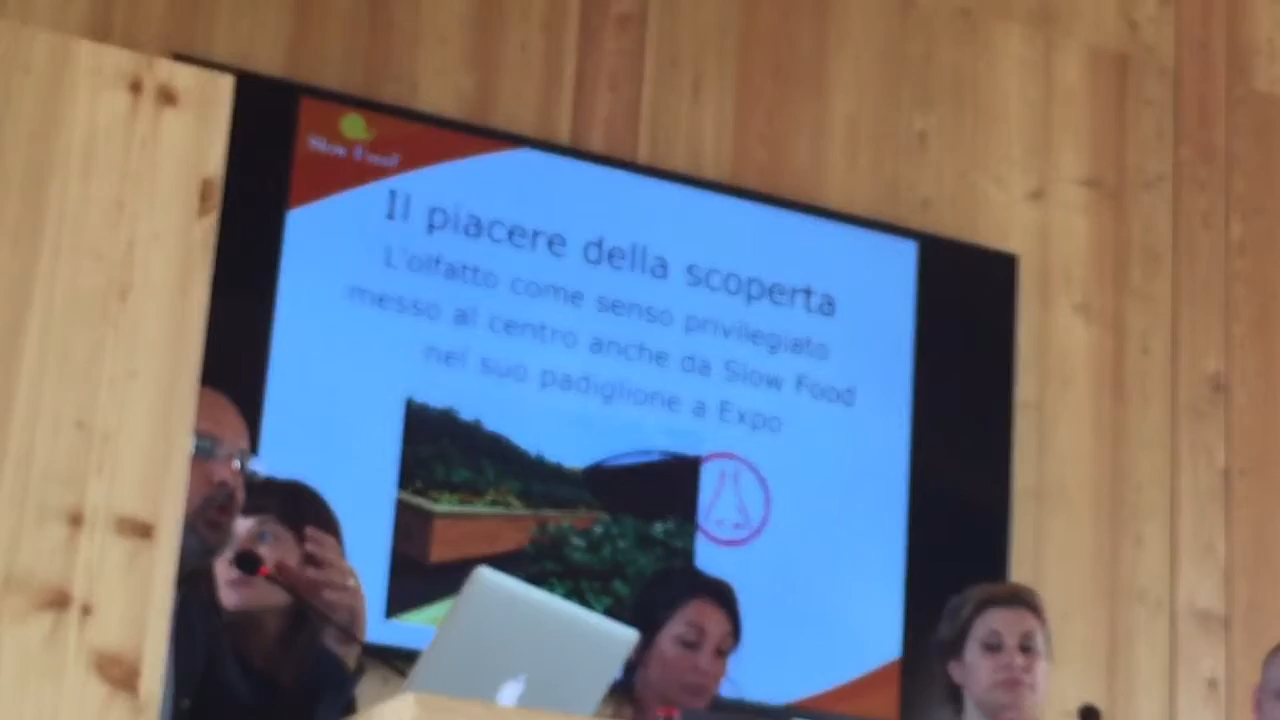 Slow Food
Il piacere della scoperta
L'olfatto come senso privilegiato
messo al centro anche da Slow Food
nel suo padiglione a Expo